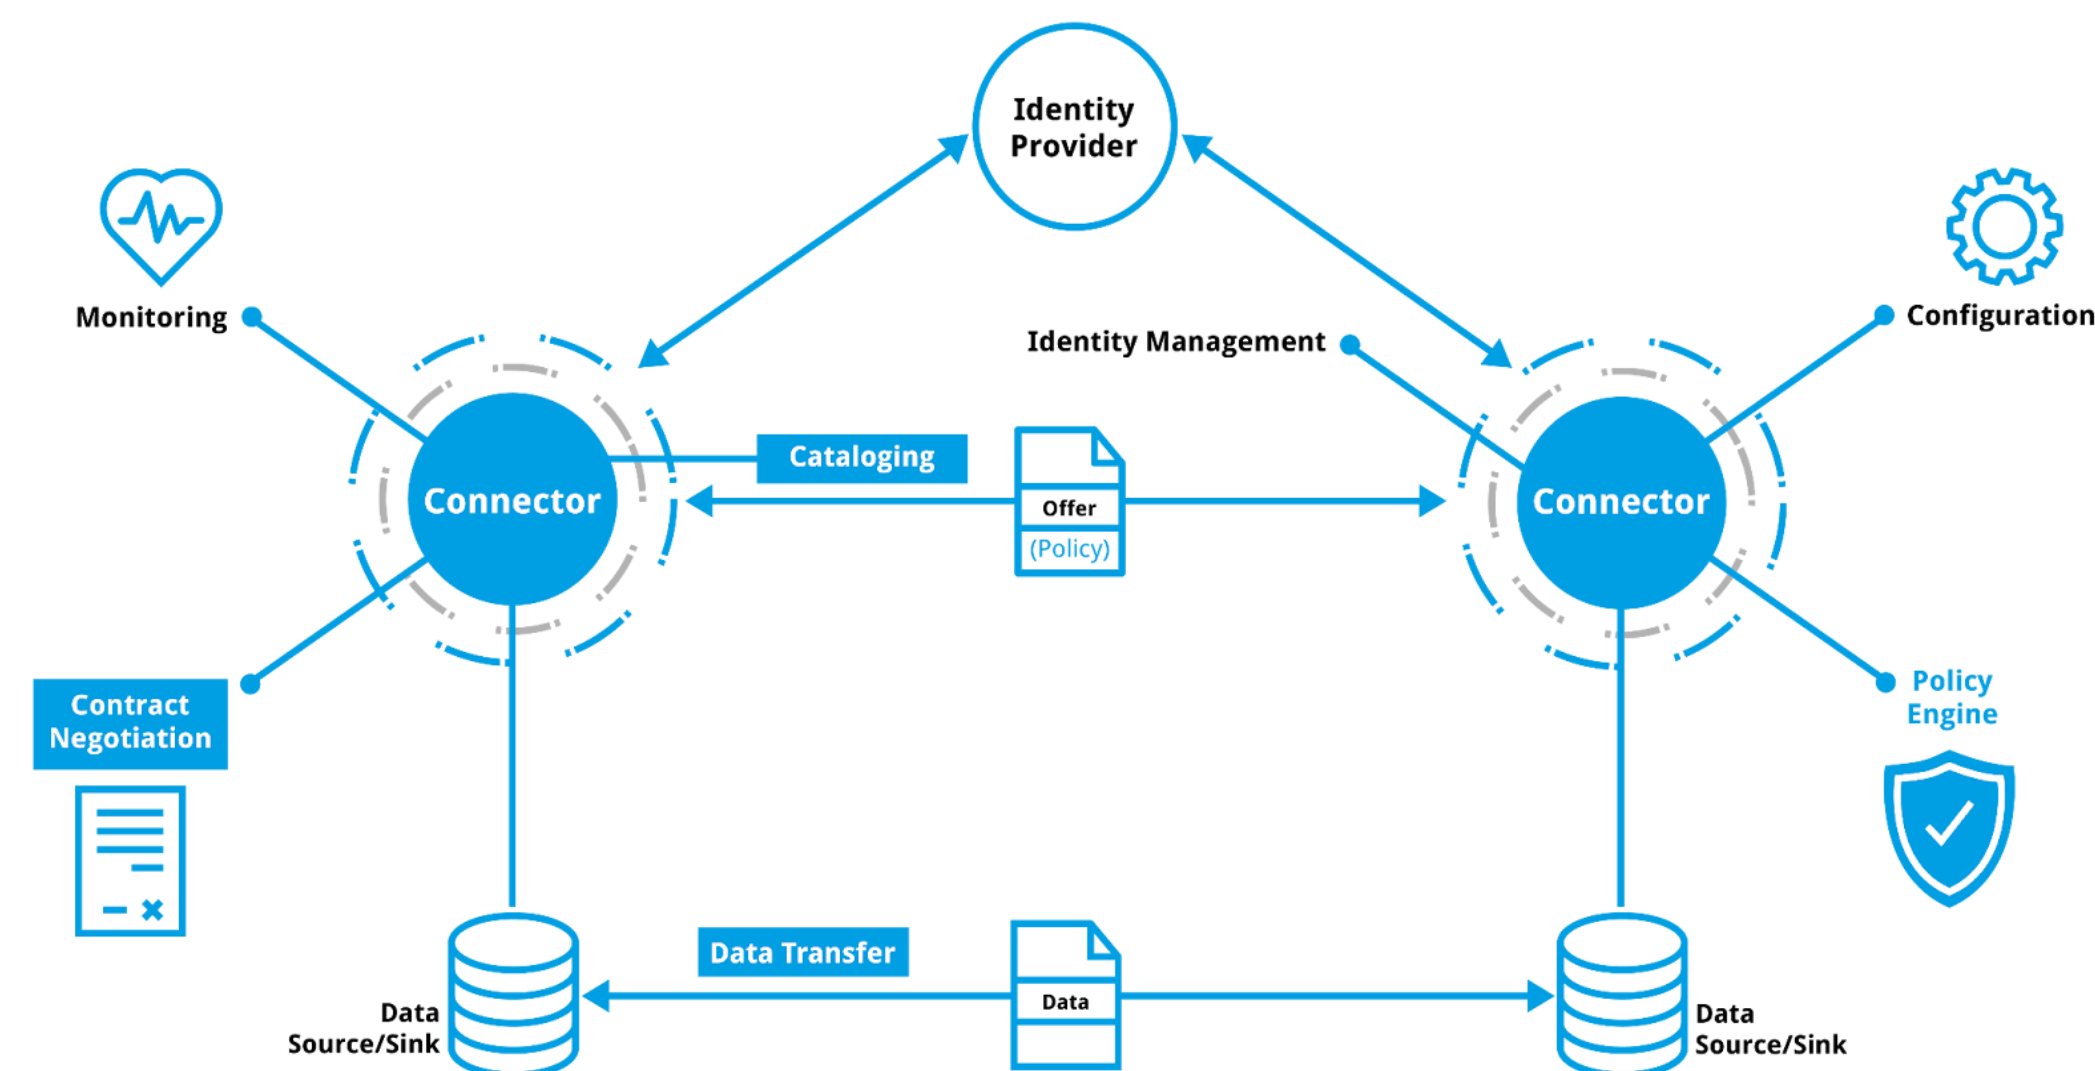 Identity
Provider
Monitoring
Configuration
Identity Management
Cataloging
Connector
Offer
(Policy)
Connector
Contract
Negotiation
Policy
Engine
Data Transfer
Data
Data
Source/Sink
Data
Source/Sink